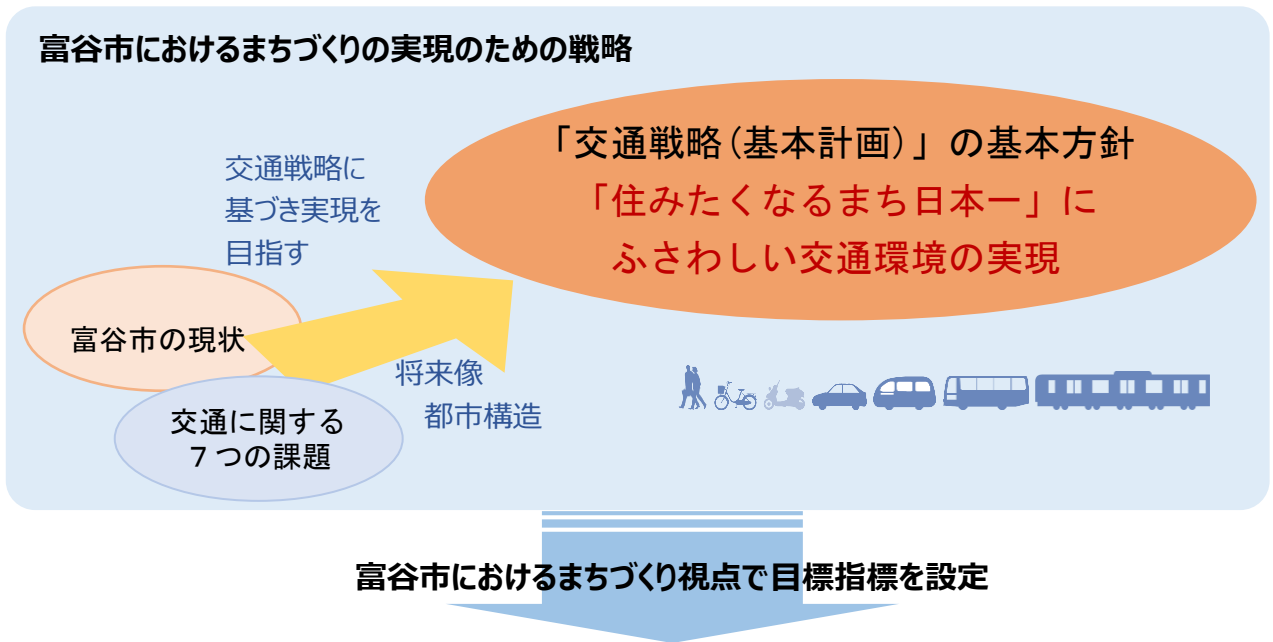 富谷市におけるまちづくりの実現のための戦略
「交通戦略(基本計画)」の基本方針
「住みたくなるまち日本一」に
ふさわしい交通環境の実現
交通戦略に
基づき実現を
目指す
富谷市の現状
将来像
都市構造
交通に関する
7つの課題
富谷市におけるまちづくり視点で目標指標を設定